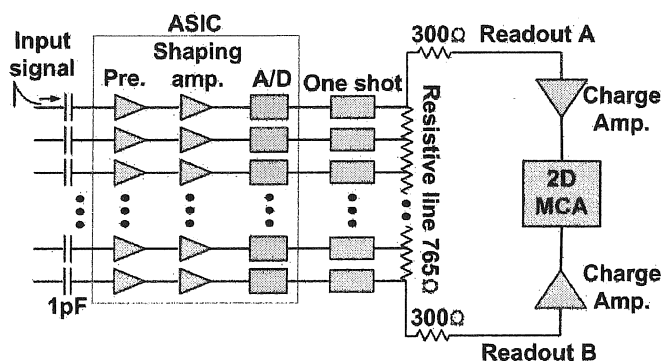 ASIC
Input signal
Shaping amp.
Pre.
A/D
One shot
300Ω
Readout A
Charge Amp.
Resistive line 765Ω
2D MCA
Charge Amp.
1pF
300Ω
Readout B